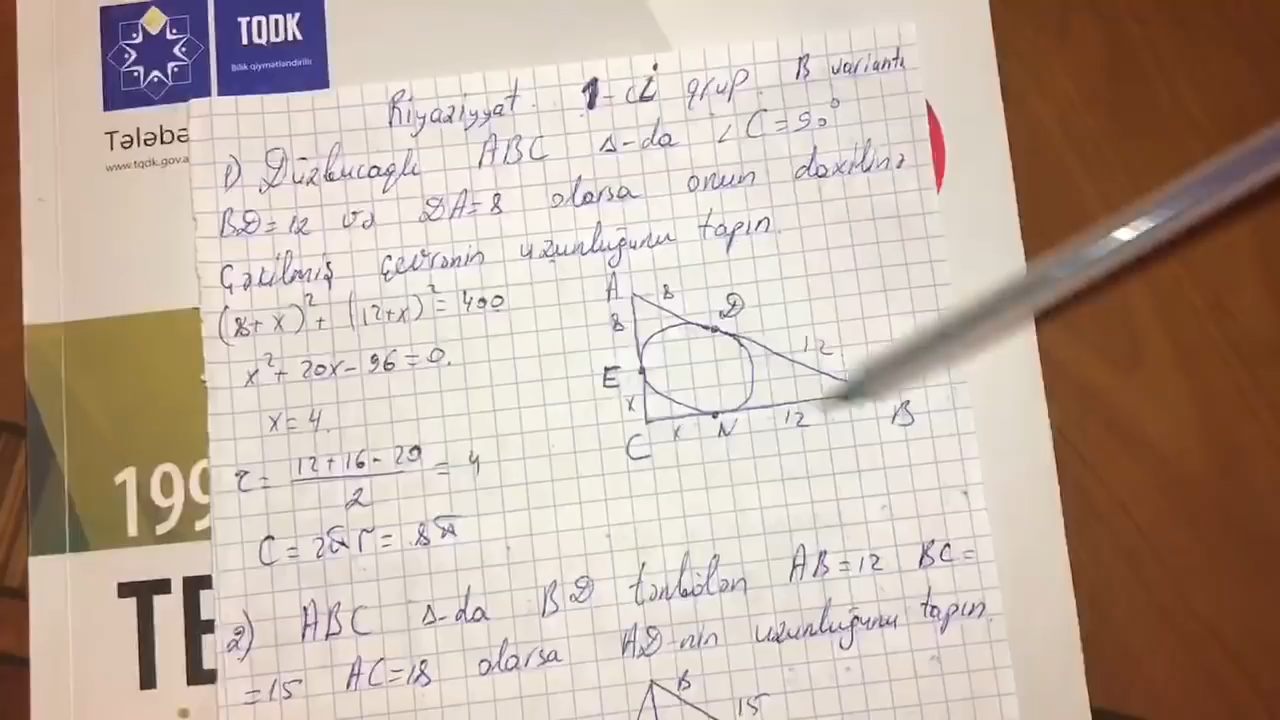 TQDK
Bilik qiymətləndirilir
Tələbə
www.tqdk.gov.a
199
TE
Riyaziyyat. 1-ci qrup. B variantı
1) Düzbucaqlı ABC Δ-da ∠C=90°
BD=12 və DA=8 olarsa onun daxilinə
Çəkilmiş çevrənin uzunluğunu tapın.
(8+x)²+(12+x)²=400
x²+20x-96=0.
x=4.
r= (12+16-20)/2 = 4
C=2πr=8π
A 8 D
8 12
E
x
C x N 12 B
2) ABC Δ-da BD tənbölən AB=12 BC=
=15 AC=18 olarsa AD-nin uzunluğunu tapın.
B
15